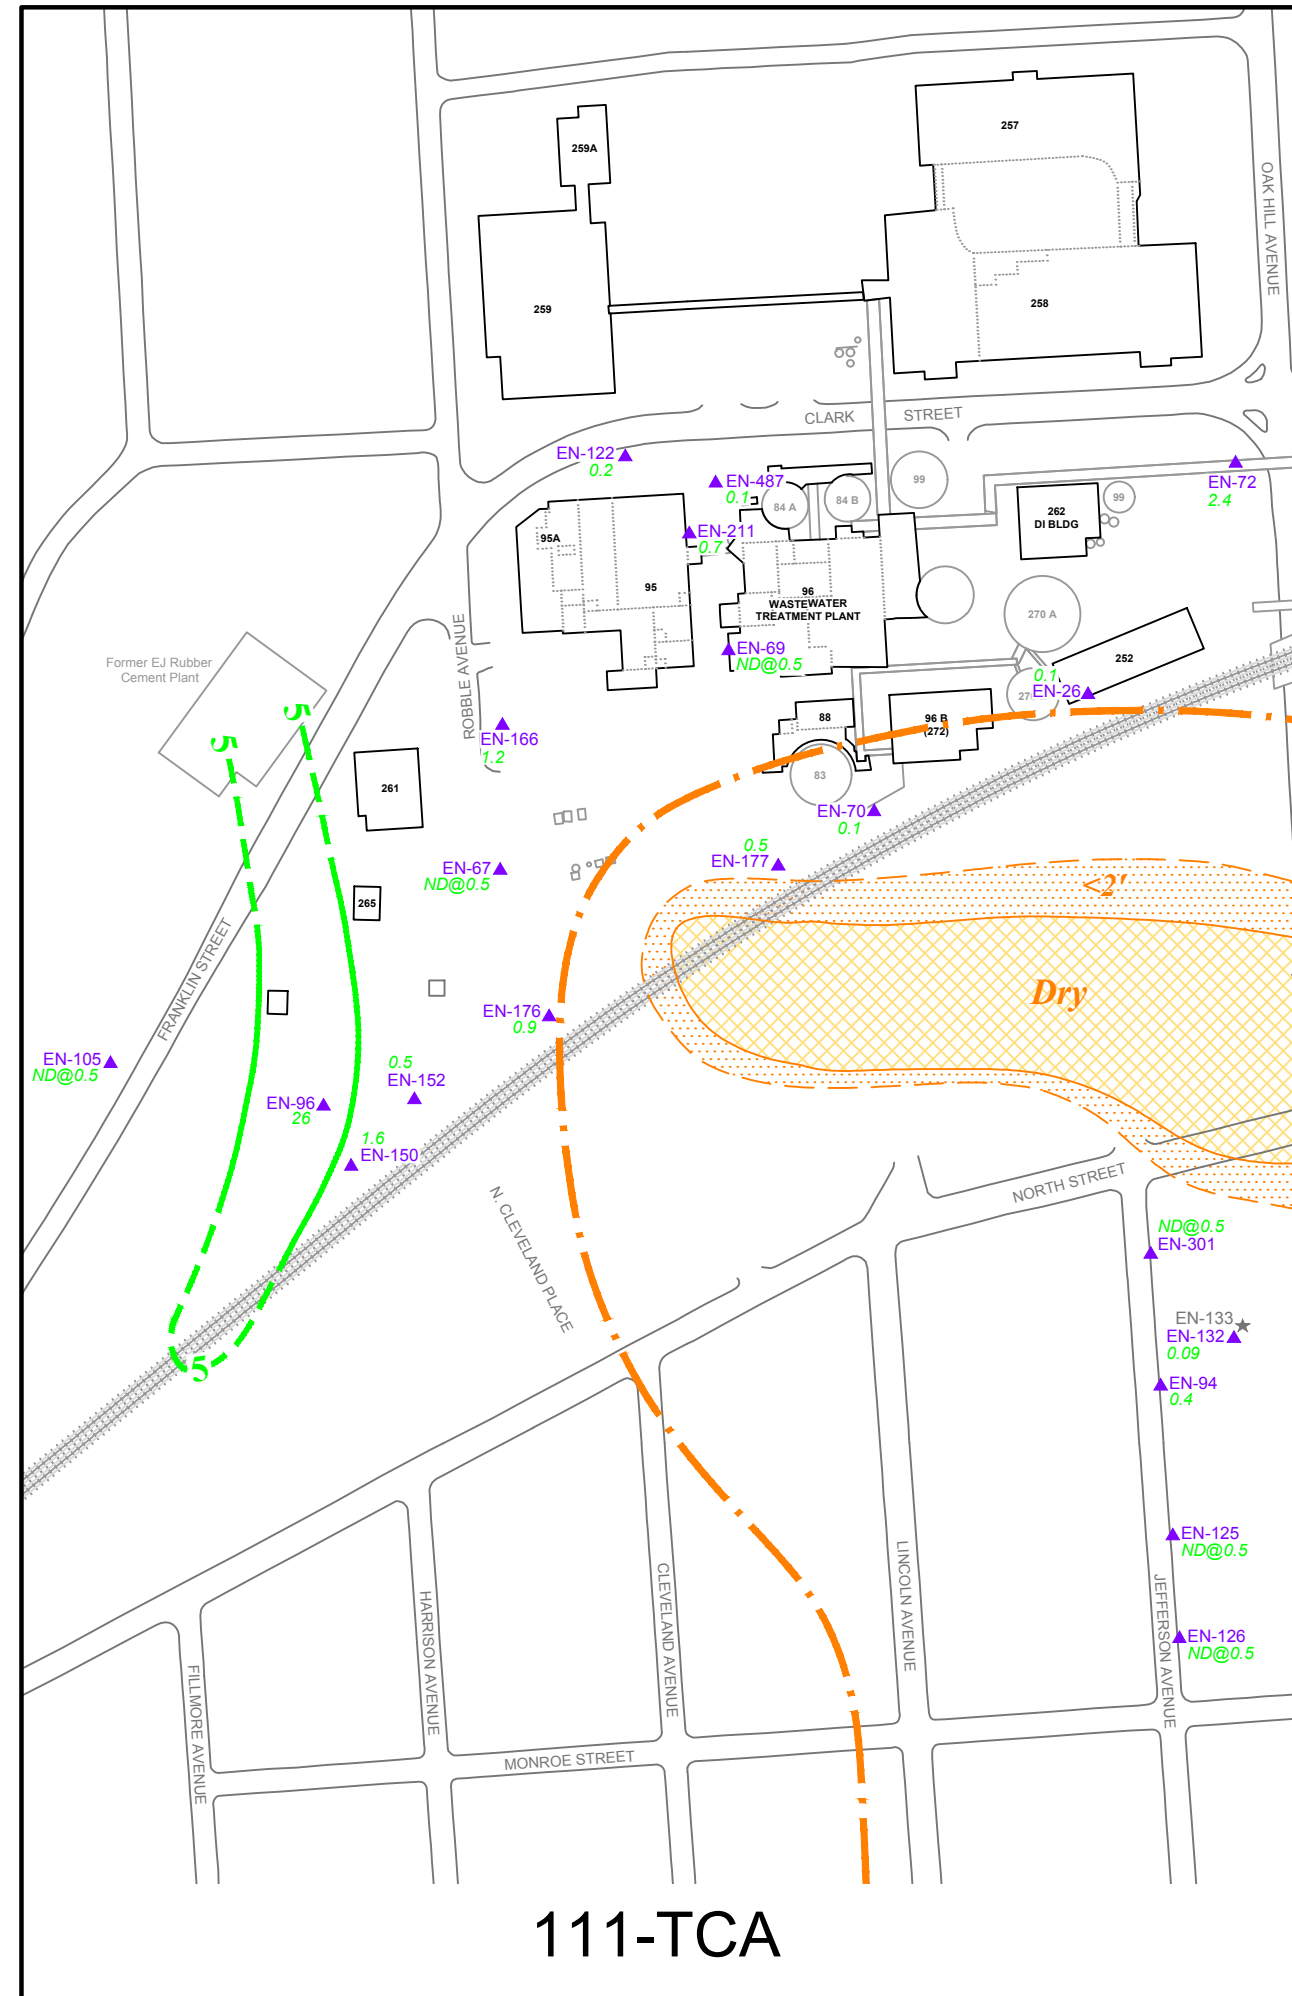 257
259A
OAK HILL AVENUE
259
258
CLARK STREET
EN-122
0.2
EN-487
0.1
84 A
84 B
99
EN-72
2.4
99
262
DI BLDG
95A
EN-211
0.7
95
96
WASTEWATER
TREATMENT PLANT
270 A
ROBBLE AVENUE
EN-69
ND@0.5
252
Former EJ Rubber
Cement Plant
0.1
EN-26
5
5
EN-166
1.2
88
96 B
(272)
261
83
EN-70
0.1
0.5
EN-177
EN-67
ND@0.5
<2'
265
FRANKLIN STREET
Dry
EN-176
0.9
EN-105
ND@0.5
0.5
EN-152
EN-96
26
1.6
EN-150
NORTH STREET
N. CLEVELAND PLACE
ND@0.5
EN-301
EN-133
EN-132
0.09
5
EN-94
0.4
EN-125
ND@0.5
LINCOLN AVENUE
CLEVELAND AVENUE
JEFFERSON AVENUE
HARRISON AVENUE
EN-126
ND@0.5
FILLMORE AVENUE
MONROE STREET
111-TCA